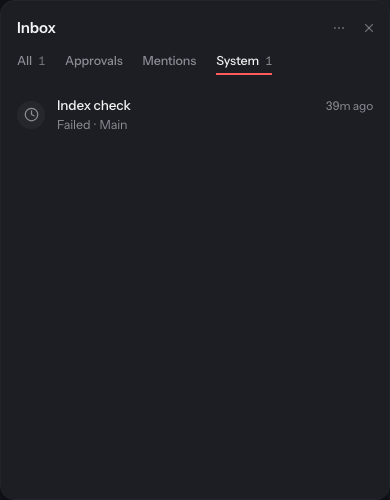 Inbox
All 1 Approvals Mentions System 1
Index check 39m ago
Failed · Main